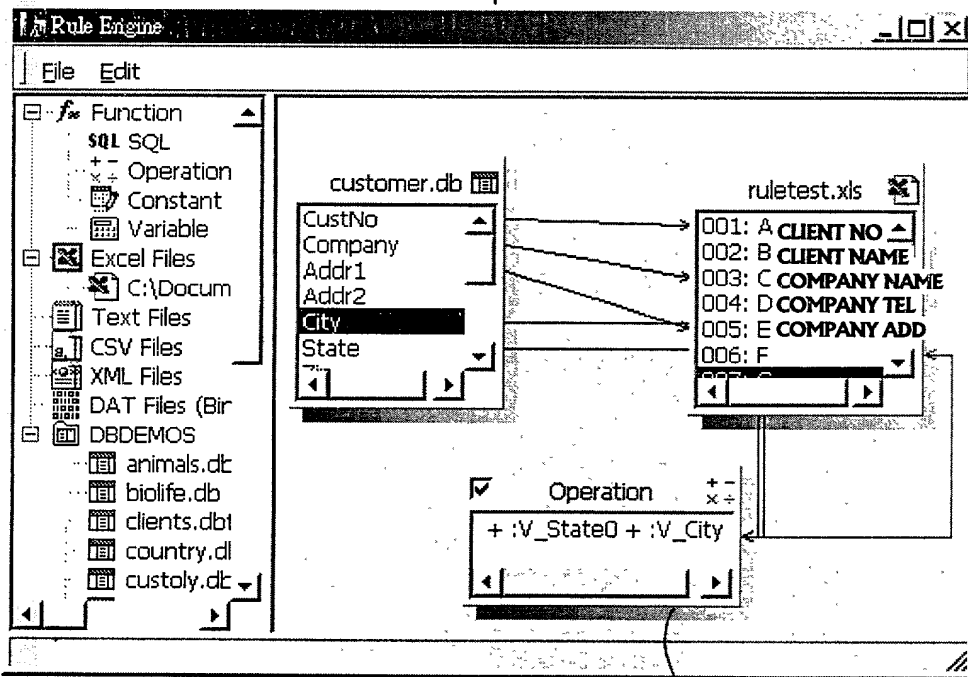 Rule Engine
File Edit
Function
SQL SQL
Operation
Constant
Variable
Excel Files
C:\Docum
Text Files
CSV Files
XML Files
DAT Files (Bir
DBDEMOS
animals.dt
biolife.db
clients.dbf
country.dl
custoly.dt
customer.db
CustNo
Company
Addr1
Addr2
City
State
ruletest.xls
001: A CLIENT NO
002: B CLIENT NAME
003: C COMPANY NAME
004: D COMPANY TEL
005: E COMPANY ADD
006: F
Operation
+ :V_State0 + :V_City